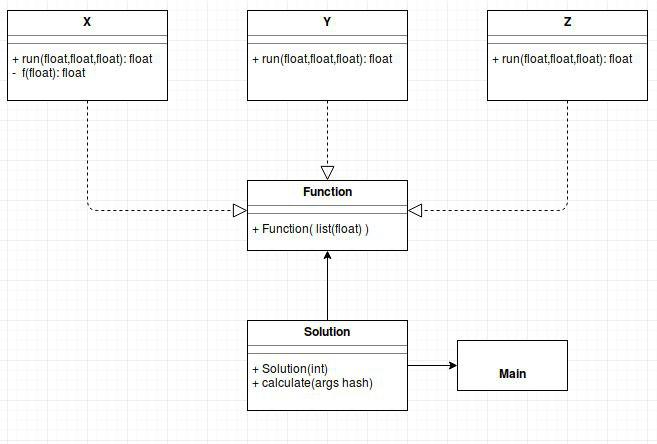 X
+ run(float,float,float): float
- f(float): float
Y
+ run(float,float,float): float
Z
+ run(float,float,float): float
Function
+ Function( list(float) )
Solution
+ Solution(int)
+ calculate(args hash)
Main